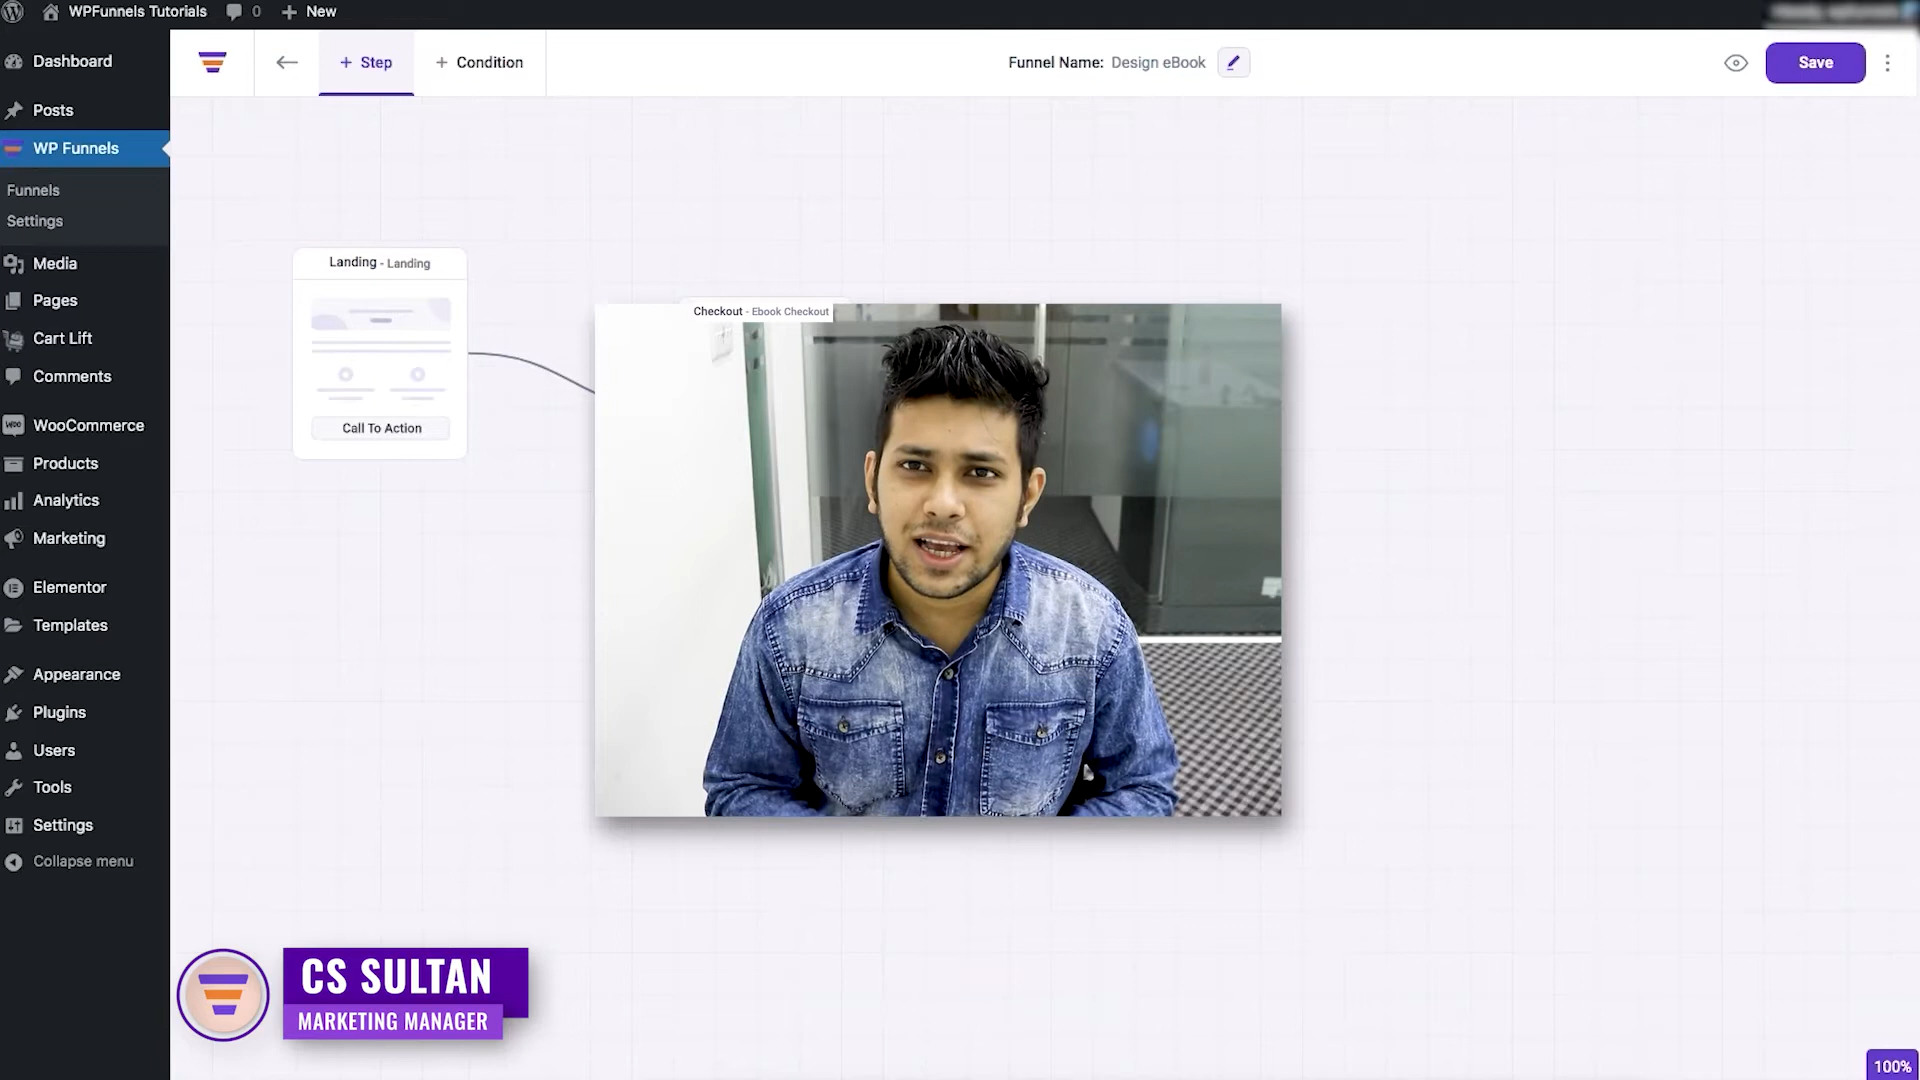 WPFunnels Tutorials 0 New
Dashboard
Posts
WP Funnels
Funnels
Settings
Media
Pages
Cart Lift
Comments
WooCommerce
Products
Analytics
Marketing
Elementor
Templates
Appearance
Plugins
Users
Tools
Settings
Collapse menu
Step
Condition
Funnel Name: Design eBook
Save
Landing - Landing
Call To Action
Checkout - Ebook Checkout
CS SULTAN
MARKETING MANAGER
100%